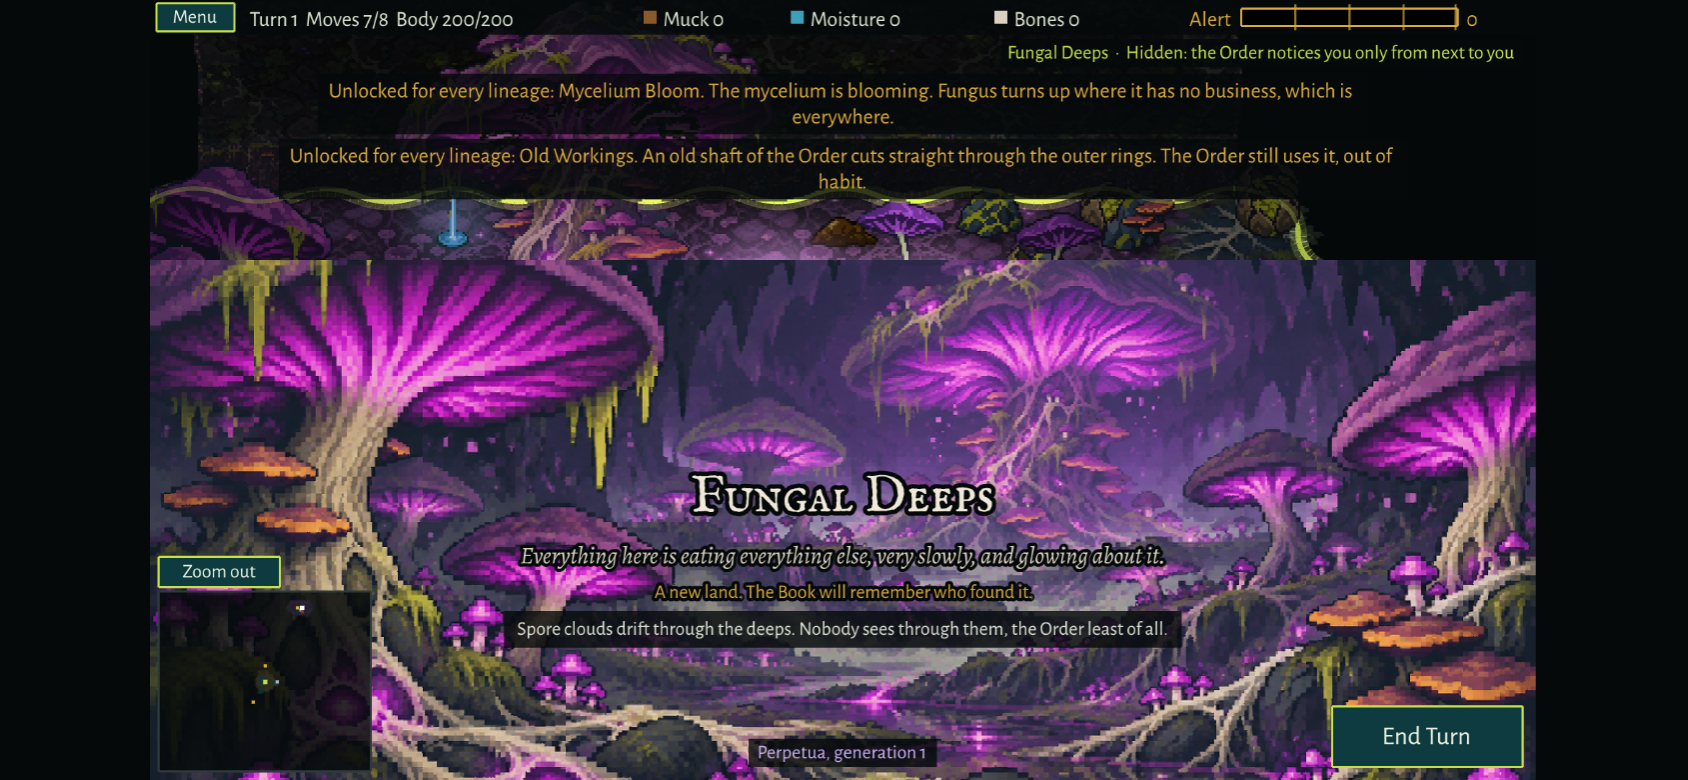 Menu
Turn 1 Moves 7/8 Body 200/200
Muck 0
Moisture 0
Bones 0
Alert
0
Fungal Deeps · Hidden: the Order notices you only from next to you
Unlocked for every lineage: Mycelium Bloom. The mycelium is blooming. Fungus turns up where it has no business, which is
everywhere.
Unlocked for every lineage: Old Workings. An old shaft of the Order cuts straight through the outer rings. The Order still uses it, out of
habit.
Fungal Deeps
Everything here is eating everything else, very slowly, and glowing about it.
A new land. The Book will remember who found it.
Spore clouds drift through the deeps. Nobody sees through them, the Order least of all.
Zoom out
Perpetua, generation 1
End Turn